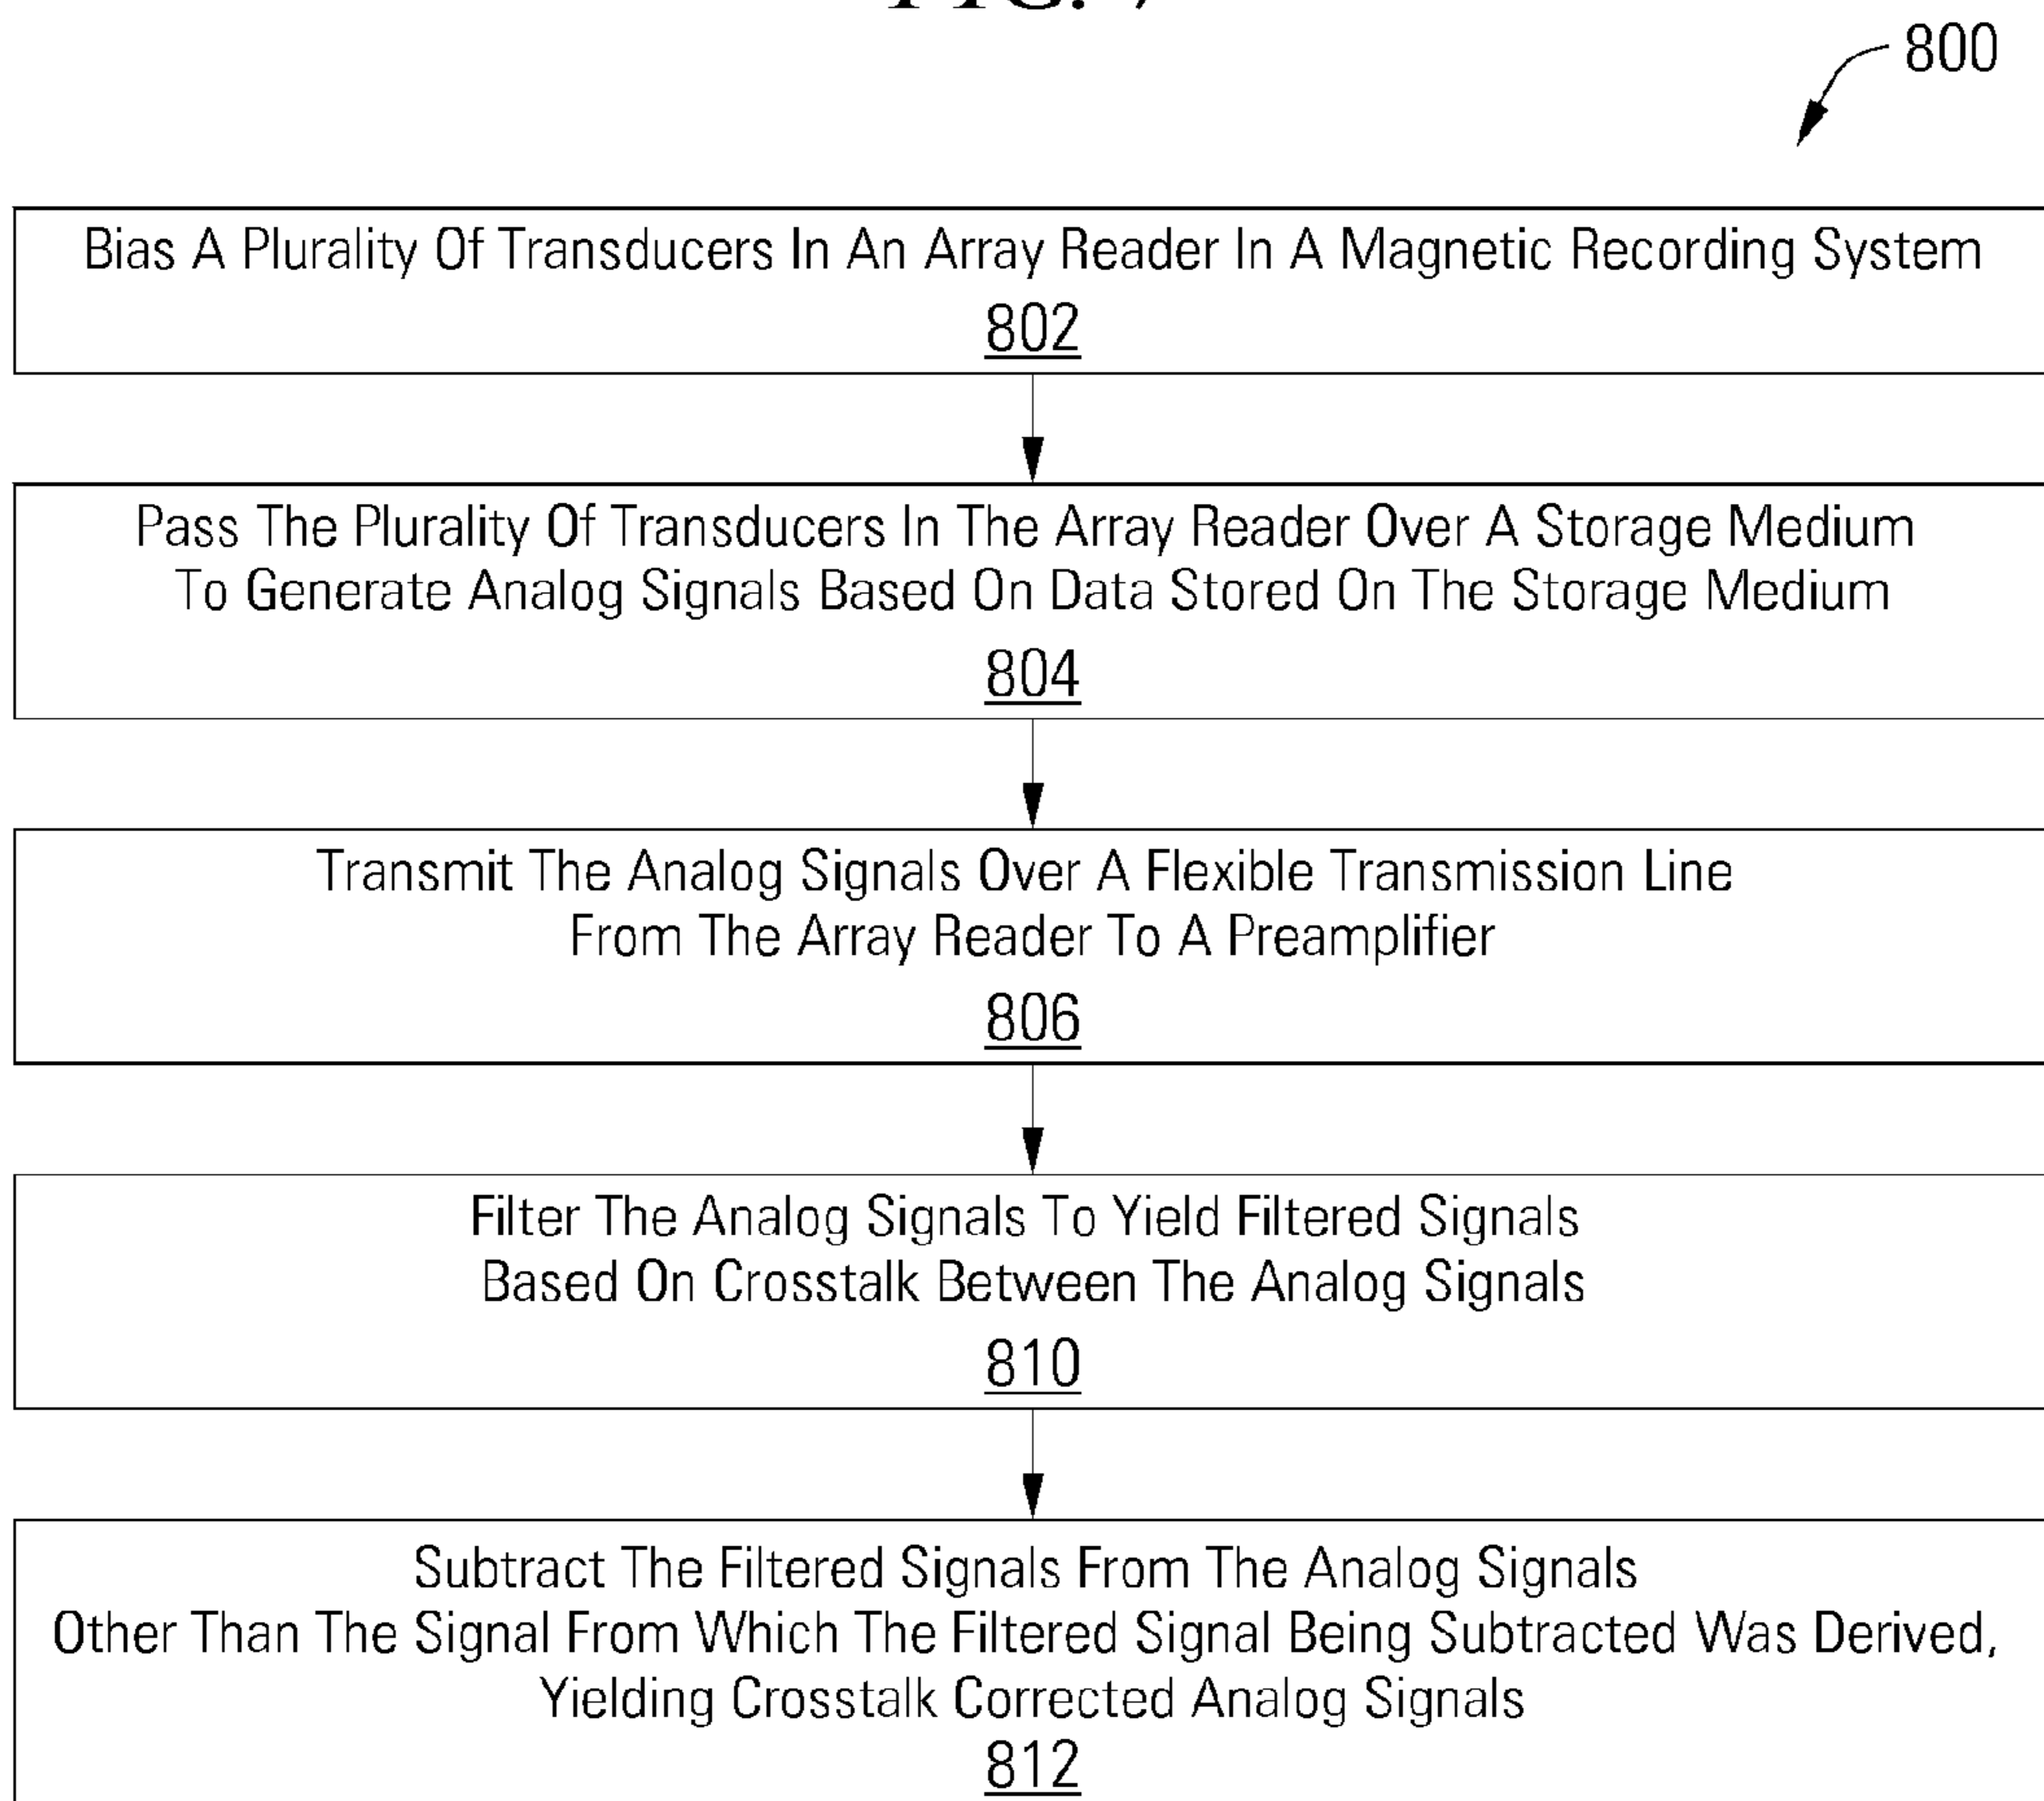 FIG. 7
800
Bias A Plurality Of Transducers In An Array Reader In A Magnetic Recording System
802
Pass The Plurality Of Transducers In The Array Reader Over A Storage Medium
To Generate Analog Signals Based On Data Stored On The Storage Medium
804
Transmit The Analog Signals Over A Flexible Transmission Line
From The Array Reader To A Preamplifier
806
Filter The Analog Signals To Yield Filtered Signals
Based On Crosstalk Between The Analog Signals
810
Subtract The Filtered Signals From The Analog Signals
Other Than The Signal From Which The Filtered Signal Being Subtracted Was Derived,
Yielding Crosstalk Corrected Analog Signals
812